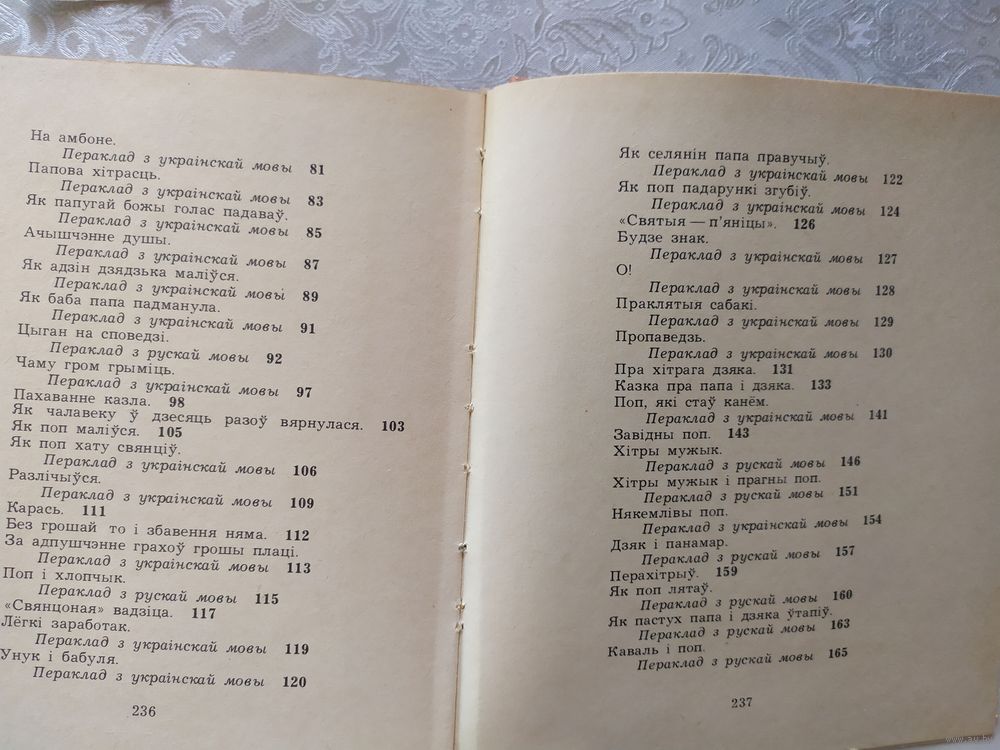 На амбоне.
Пераклад з украінскай мовы 81
Папова хітрасць.
Пераклад з украінскай мовы 83
Як папугай божы голас падаваў.
Пераклад з украінскай мовы 85
Ачышчэнне душы.
Пераклад з украінскай мовы 87
Як адзін дзядзька маліўся.
Пераклад з украінскай мовы 89
Як баба папа падманула.
Пераклад з украінскай мовы 91
Цыган на споведзі.
Пераклад з рускай мовы 92
Чаму гром грыміць.
Пераклад з украінскай мовы 97
Пахаванне казла. 98
Як чалавеку ў дзесяць разоў вярнулася. 103
Як поп маліўся. 105
Як поп хату свянціў.
Пераклад з украінскай мовы 106
Разлічыўся.
Пераклад з украінскай мовы 109
Карась. 111
Без грошай то і збавення няма. 112
За адпушчэнне грахоў грошы плаці.
Пераклад з украінскай мовы 113
Поп і хлопчык.
Пераклад з рускай мовы 115
«Свянцоная» вадзіца. 117
Лёгкі заработак.
Пераклад з украінскай мовы 119
Унук і бабуля.
Пераклад з украінскай мовы 120
236
Як селянін папа правучыў.
Пераклад з украінскай мовы 122
Як поп падарункі згубіў.
Пераклад з украінскай мовы 124
«Святыя — п'яніцы». 126
Будзе знак.
Пераклад з украінскай мовы 127
О!
Пераклад з украінскай мовы 128
Праклятыя сабакі.
Пераклад з украінскай мовы 129
Пропаведзь.
Пераклад з украінскай мовы 130
Пра хітрага дзяка. 131
Казка пра папа і дзяка. 133
Поп, які стаў канём.
Пераклад з украінскай мовы 141
Завідны поп. 143
Хітры мужык.
Пераклад з рускай мовы 146
Хітры мужык і прагны поп.
Пераклад з рускай мовы 151
Някемлівы поп.
Пераклад з украінскай мовы 154
Дзяк і панамар.
Пераклад з рускай мовы 157
Перахітрыў. 159
Як поп лятаў.
Пераклад з рускай мовы 160
Як пастух папа і дзяка ўтапіў.
Пераклад з рускай мовы 163
Каваль і поп.
Пераклад з рускай мовы 165
237